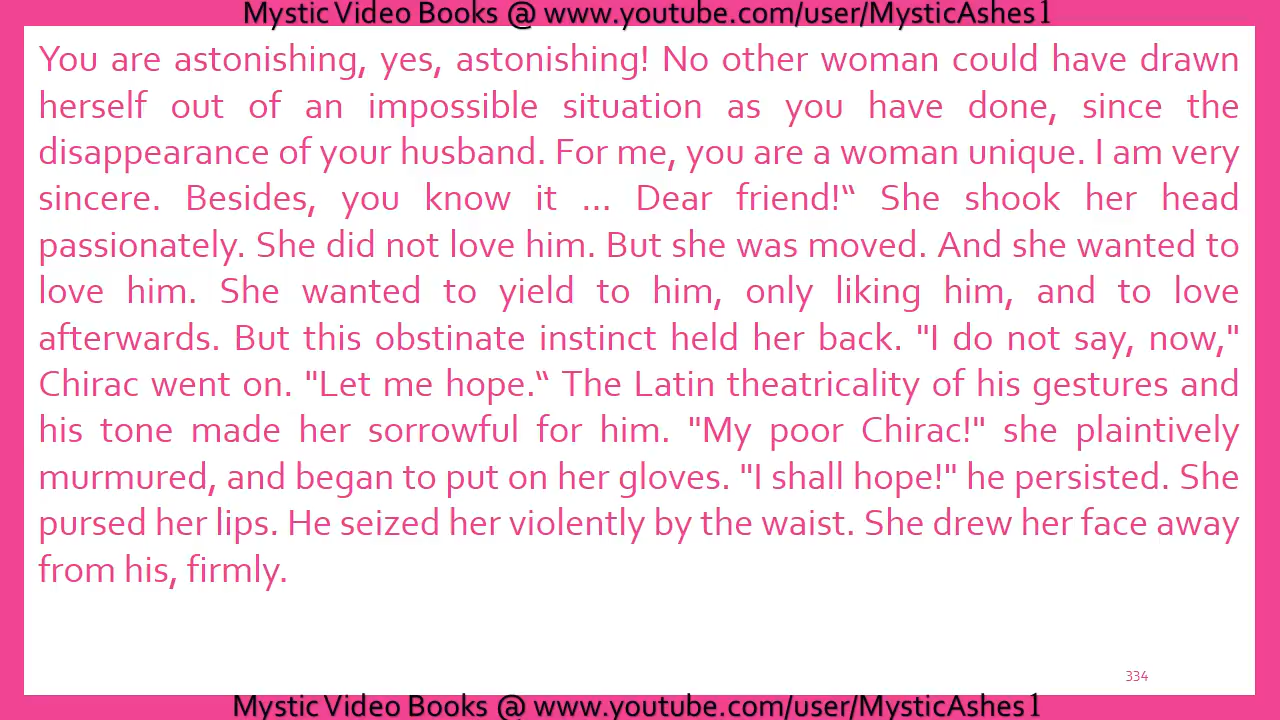 Mystic Video Books @ www.youtube.com/user/MysticAshes1
You are astonishing, yes, astonishing! No other woman could have drawn
herself out of an impossible situation as you have done, since the
disappearance of your husband. For me, you are a woman unique. I am very
sincere. Besides, you know it ... Dear friend!“ She shook her head
passionately. She did not love him. But she was moved. And she wanted to
love him. She wanted to yield to him, only liking him, and to love
afterwards. But this obstinate instinct held her back. "I do not say, now,"
Chirac went on. "Let me hope.“ The Latin theatricality of his gestures and
his tone made her sorrowful for him. "My poor Chirac!" she plaintively
murmured, and began to put on her gloves. "I shall hope!" he persisted. She
pursed her lips. He seized her violently by the waist. She drew her face away
from his, firmly.
334
Mystic Video Books @ www.youtube.com/user/MysticAshes1